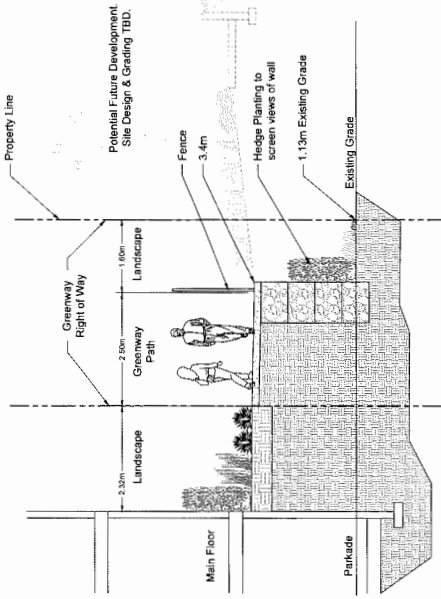 Property Line
Potential Future Development.
Site Design & Grading TBD.
Greenway
Right of Way
2.32m
2.50m
1.60m
Landscape
Greenway
Path
Landscape
Fence
3.4m
Hedge Planting to
screen views of wall
1.13m Existing Grade
Existing Grade
Main Floor
Parkade